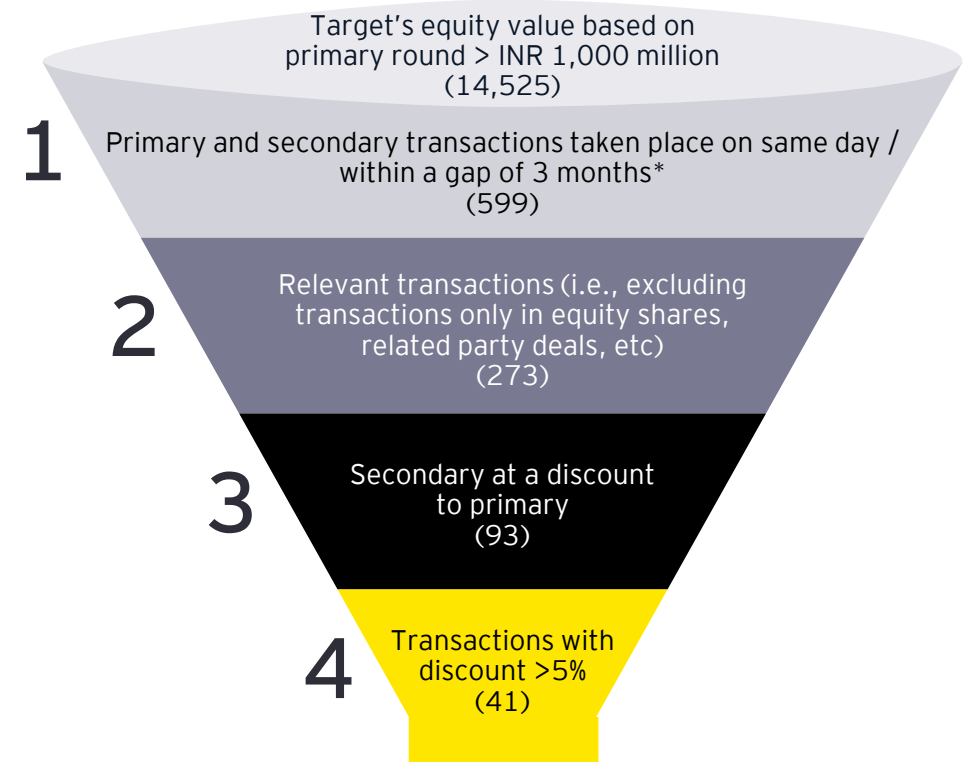 Target's equity value based on
primary round > INR 1,000 million
(14,525)
1
Primary and secondary transactions taken place on same day /
within a gap of 3 months*
(599)
2
Relevant transactions (i.e., excluding
transactions only in equity shares,
related party deals, etc)
(273)
3
Secondary at a discount
to primary
(93)
4
Transactions with
discount >5%
(41)